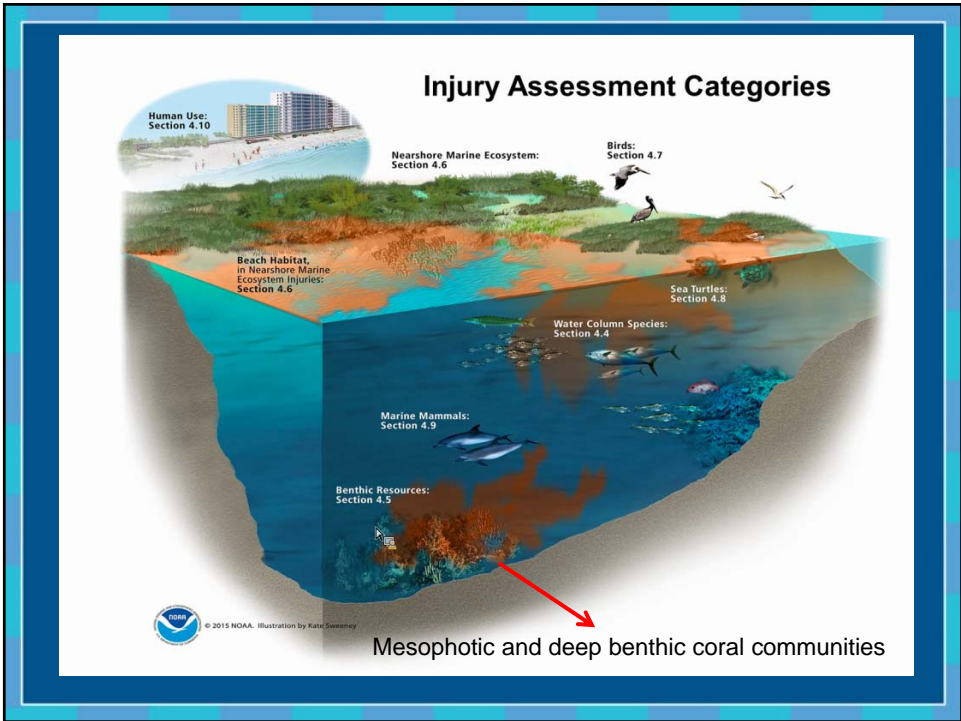 Injury Assessment Categories
Human Use:
Section 4.10
Nearshore Marine Ecosystem:
Section 4.6
Birds:
Section 4.7
Beach Habitat,
in Nearshore Marine
Ecosystem Injuries:
Section 4.6
Sea Turtles:
Section 4.8
Water Column Species:
Section 4.4
Marine Mammals:
Section 4.9
Benthic Resources:
Section 4.5
NOAA
© 2015 NOAA. Illustration by Kate Sweeney
Mesophotic and deep benthic coral communities